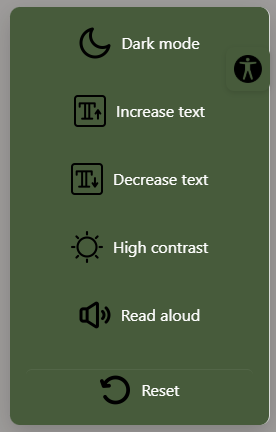 Dark mode
Increase text
Decrease text
High contrast
Read aloud
Reset